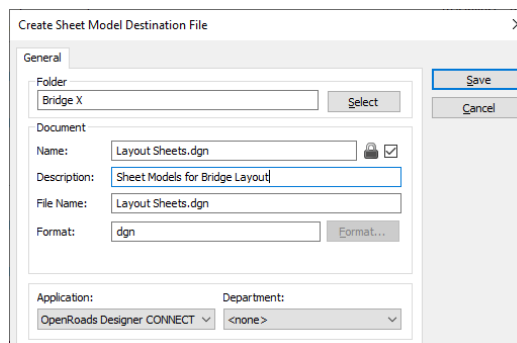 Create Sheet Model Destination File
General
Folder
Bridge X
Select
Save
Cancel
Document
Name:
Layout Sheets.dgn
Description:
Sheet Models for Bridge Layout
File Name:
Layout Sheets.dgn
Format:
dgn
Format...
Application:
Department:
OpenRoads Designer CONNECT
<none>